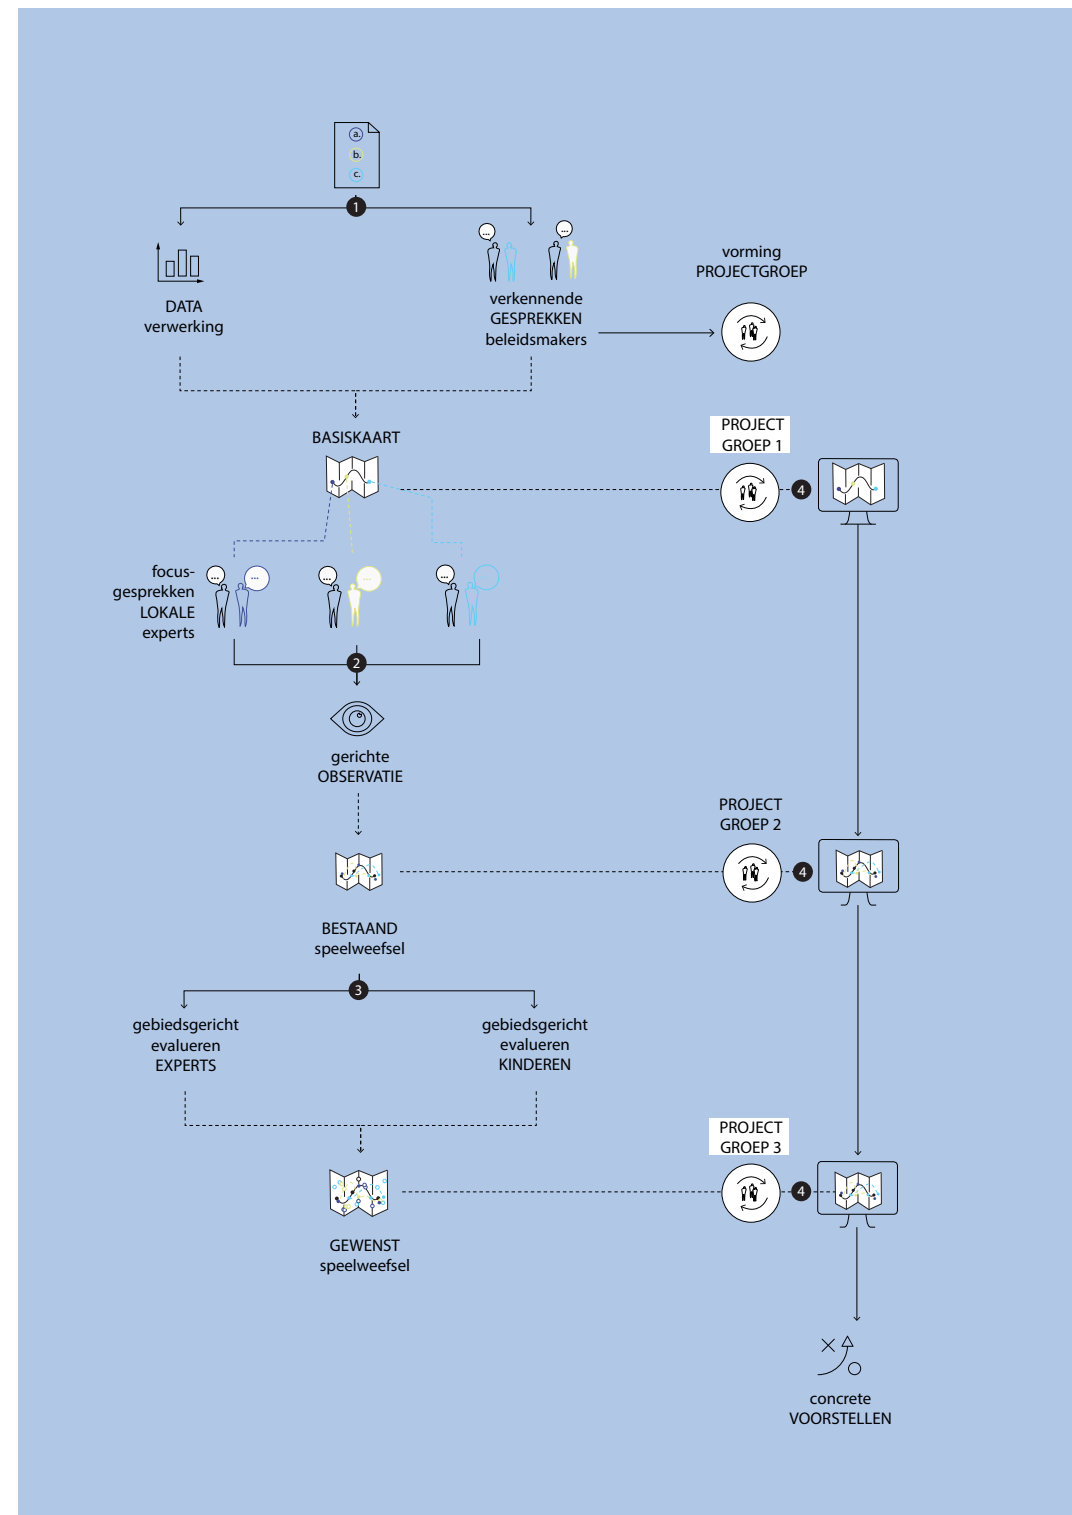 a.
b.
c.
1
...
...
DATA
verwerking
verkennende
GESPREKKEN
beleidsmakers
vorming
PROJECTGROEP
BASISKAART
PROJECT
GROEP 1
4
focus-
gesprekken
LOKALE
experts
...
...
...
...
...
2
gerichte
OBSERVATIE
PROJECT
GROEP 2
4
BESTAAND
speelweefsel
3
gebiedsgericht
evalueren
EXPERTS
gebiedsgericht
evalueren
KINDEREN
PROJECT
GROEP 3
4
GEWENST
speelweefsel
concrete
VOORSTELLEN